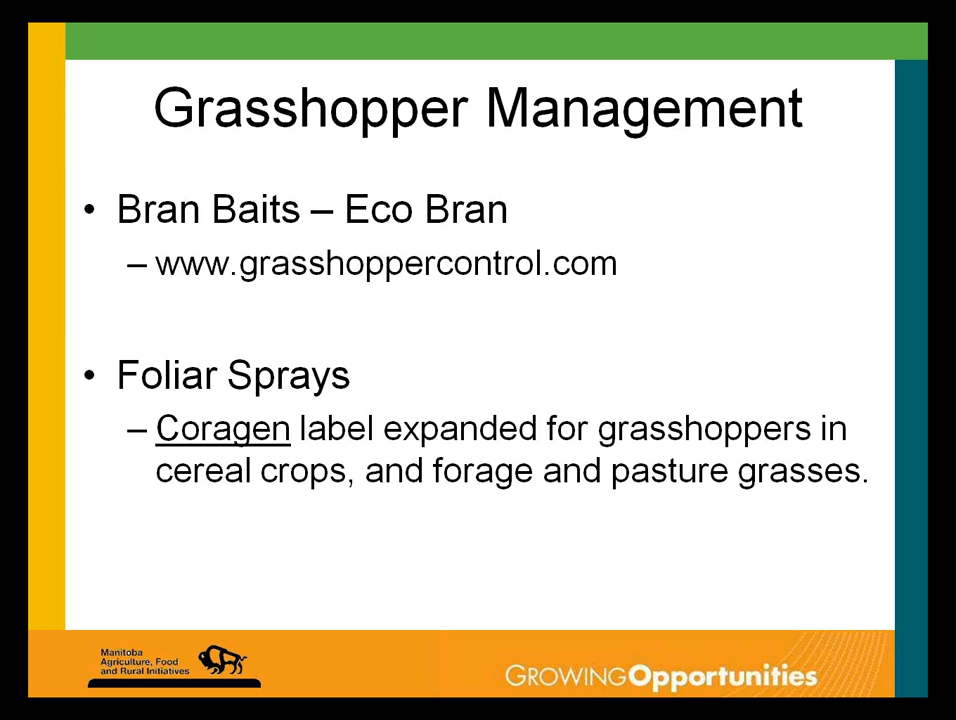 Grasshopper Management
• Bran Baits – Eco Bran
– www.grasshoppercontrol.com
• Foliar Sprays
– Coragen label expanded for grasshoppers in
cereal crops, and forage and pasture grasses.
Manitoba
Agriculture, Food
and Rural Initiatives
GROWING Opportunities